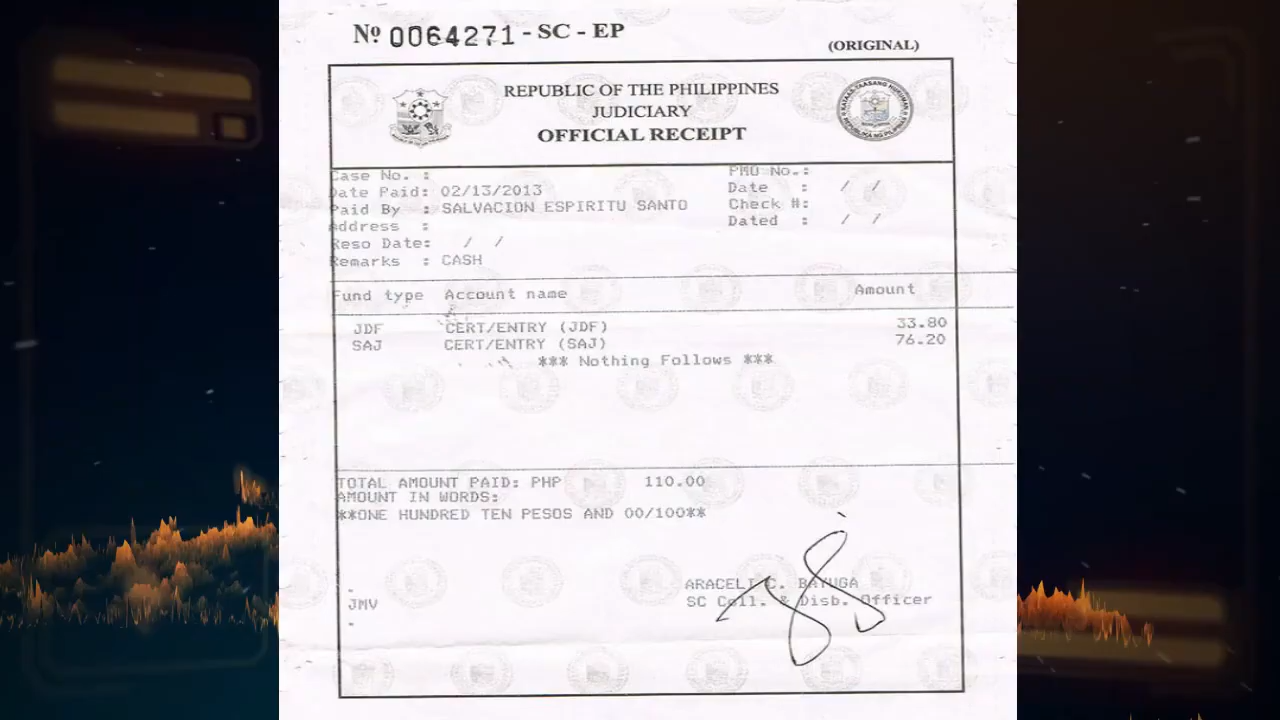 Nº 0064271 - SC - EP
(ORIGINAL)
REPUBLIC OF THE PHILIPPINES
JUDICIARY
OFFICIAL RECEIPT
Case No. :
Date Paid: 02/13/2013
Paid By : SALVACION ESPIRITU SANTO
Address :
Reso Date: / /
Remarks : CASH
PMO No.:
Date : / /
Check #:
Dated : / /
Fund type Account name Amount
JDF CERT/ENTRY (JDF) 33.80
SAJ CERT/ENTRY (SAJ) 76.20
*** Nothing Follows ***
TOTAL AMOUNT PAID: PHP 110.00
AMOUNT IN WORDS:
**ONE HUNDRED TEN PESOS AND 00/100**
ARACELI C. BAYUGA
SC Coll. & Disb. Officer
JMV